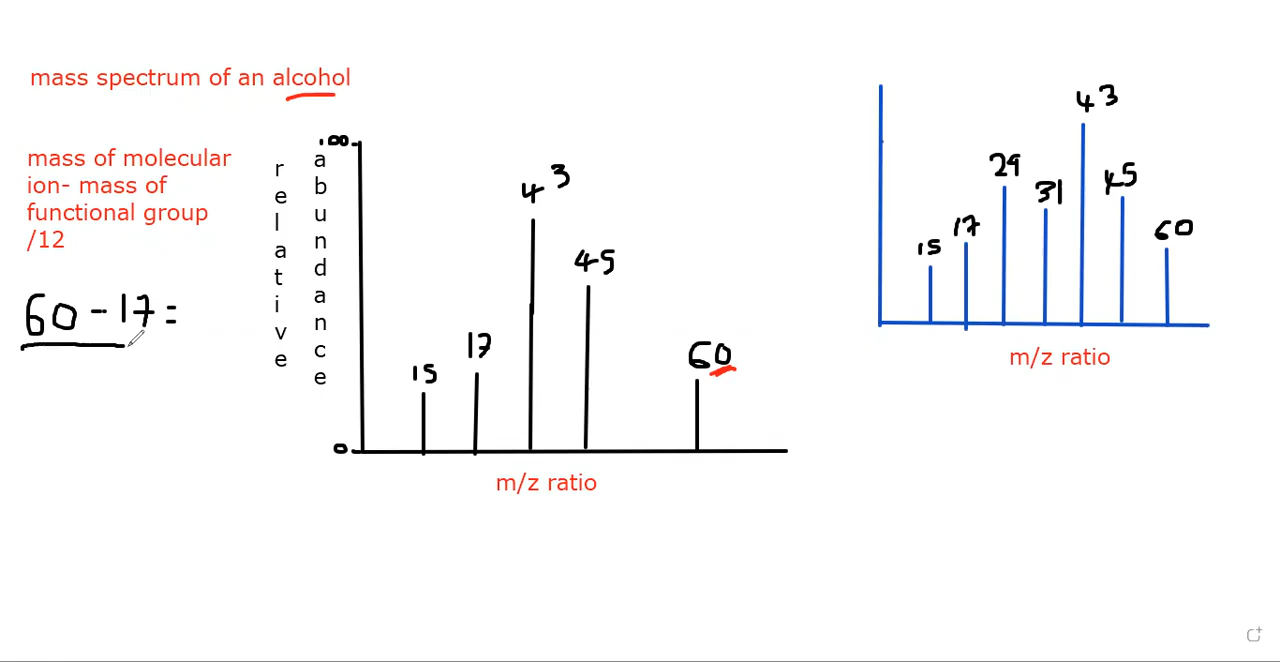 mass spectrum of an alcohol
mass of molecular
ion- mass of
functional group
/12
60-17=
relative
abundance
100
0
15
17
43
45
60
m/z ratio
15
17
29
31
43
45
60
m/z ratio